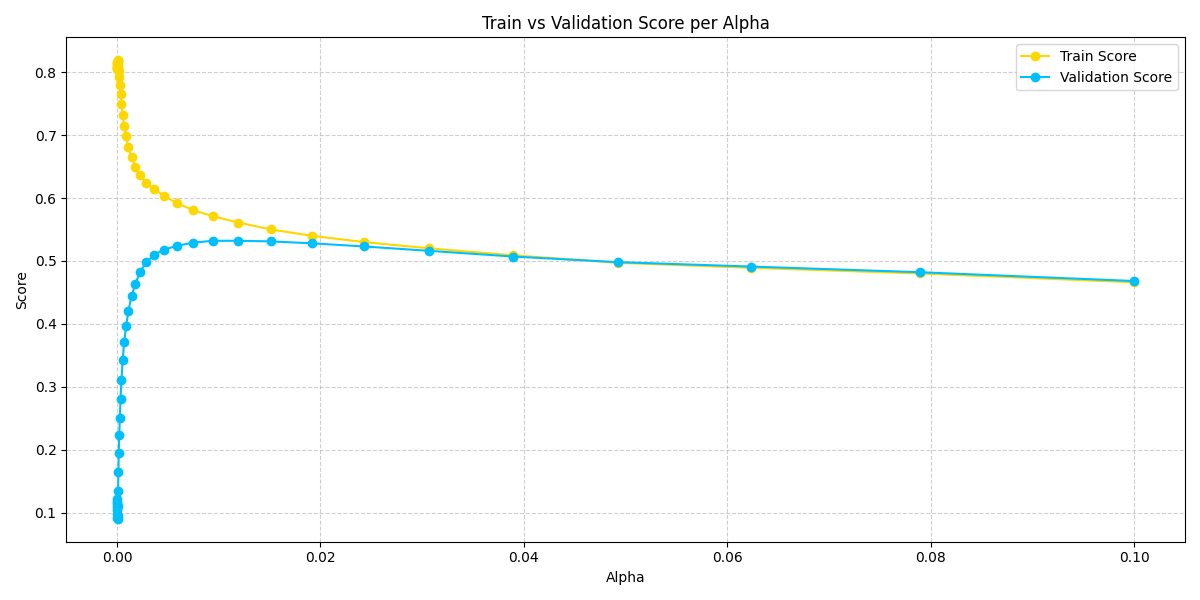 Train vs Validation Score per Alpha
Train Score
Validation Score
Score
0.8
0.7
0.6
0.5
0.4
0.3
0.2
0.1
0.00 0.02 0.04 0.06 0.08 0.10
Alpha